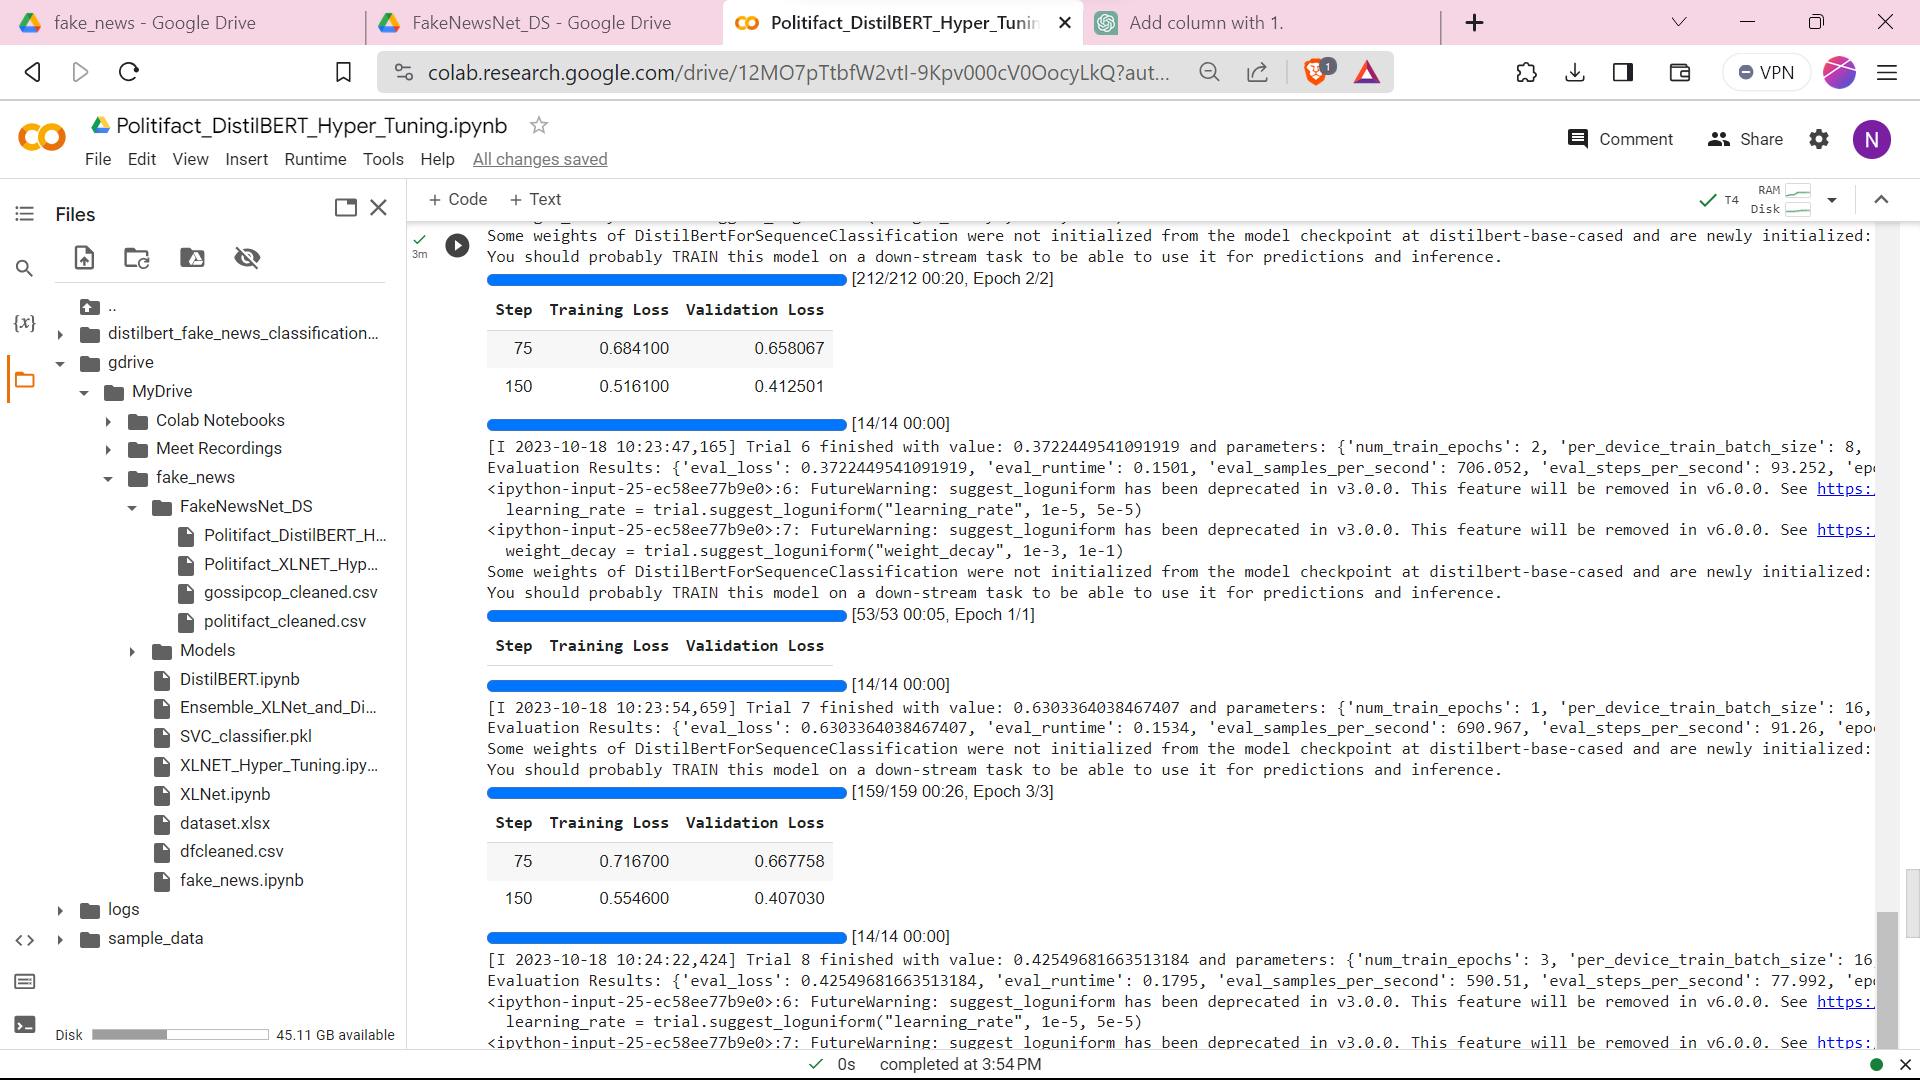 fake_news - Google Drive
FakeNewsNet_DS - Google Drive
Politifact_DistilBERT_Hyper_Tunin
Add column with 1.
colab.research.google.com/drive/12MO7pTtbfW2vtI-9Kpv000cV0OocyLkQ?aut...
1
VPN
Politifact_DistilBERT_Hyper_Tuning.ipynb
Comment
Share
N
File Edit View Insert Runtime Tools Help All changes saved
Files
+ Code + Text
T4
RAM
Disk
..
distilbert_fake_news_classification...
gdrive
MyDrive
Colab Notebooks
Meet Recordings
fake_news
FakeNewsNet_DS
Politifact_DistilBERT_H...
Politifact_XLNET_Hyp...
gossipcop_cleaned.csv
politifact_cleaned.csv
Models
DistilBERT.ipynb
Ensemble_XLNet_and_Di...
SVC_classifier.pkl
XLNET_Hyper_Tuning.ipy...
XLNet.ipynb
dataset.xlsx
dfcleaned.csv
fake_news.ipynb
logs
sample_data
{x}
Disk 45.11 GB available
3m
Some weights of DistilBertForSequenceClassification were not initialized from the model checkpoint at distilbert-base-cased and are newly initialized:
You should probably TRAIN this model on a down-stream task to be able to use it for predictions and inference.
[212/212 00:20, Epoch 2/2]
Step Training Loss Validation Loss
75 0.684100 0.658067
150 0.516100 0.412501
[14/14 00:00]
[I 2023-10-18 10:23:47,165] Trial 6 finished with value: 0.3722449541091919 and parameters: {'num_train_epochs': 2, 'per_device_train_batch_size': 8,
Evaluation Results: {'eval_loss': 0.3722449541091919, 'eval_runtime': 0.1501, 'eval_samples_per_second': 706.052, 'eval_steps_per_second': 93.252, 'epo
<ipython-input-25-ec58ee77b9e0>:6: FutureWarning: suggest_loguniform has been deprecated in v3.0.0. This feature will be removed in v6.0.0. See https:
learning_rate = trial.suggest_loguniform("learning_rate", 1e-5, 5e-5)
<ipython-input-25-ec58ee77b9e0>:7: FutureWarning: suggest_loguniform has been deprecated in v3.0.0. This feature will be removed in v6.0.0. See https:
weight_decay = trial.suggest_loguniform("weight_decay", 1e-3, 1e-1)
Some weights of DistilBertForSequenceClassification were not initialized from the model checkpoint at distilbert-base-cased and are newly initialized:
You should probably TRAIN this model on a down-stream task to be able to use it for predictions and inference.
[53/53 00:05, Epoch 1/1]
Step Training Loss Validation Loss
[14/14 00:00]
[I 2023-10-18 10:23:54,659] Trial 7 finished with value: 0.6303364038467407 and parameters: {'num_train_epochs': 1, 'per_device_train_batch_size': 16,
Evaluation Results: {'eval_loss': 0.6303364038467407, 'eval_runtime': 0.1534, 'eval_samples_per_second': 690.967, 'eval_steps_per_second': 91.26, 'epoc
Some weights of DistilBertForSequenceClassification were not initialized from the model checkpoint at distilbert-base-cased and are newly initialized:
You should probably TRAIN this model on a down-stream task to be able to use it for predictions and inference.
[159/159 00:26, Epoch 3/3]
Step Training Loss Validation Loss
75 0.716700 0.667758
150 0.554600 0.407030
[14/14 00:00]
[I 2023-10-18 10:24:22,424] Trial 8 finished with value: 0.42549681663513184 and parameters: {'num_train_epochs': 3, 'per_device_train_batch_size': 16
Evaluation Results: {'eval_loss': 0.42549681663513184, 'eval_runtime': 0.1795, 'eval_samples_per_second': 590.51, 'eval_steps_per_second': 77.992, 'ep
<ipython-input-25-ec58ee77b9e0>:6: FutureWarning: suggest_loguniform has been deprecated in v3.0.0. This feature will be removed in v6.0.0. See https:
learning_rate = trial.suggest_loguniform("learning_rate", 1e-5, 5e-5)
<ipython-input-25-ec58ee77b9e0>:7: FutureWarning: suggest_loguniform has been deprecated in v3.0.0. This feature will be removed in v6.0.0. See https:
0s completed at 3:54 PM